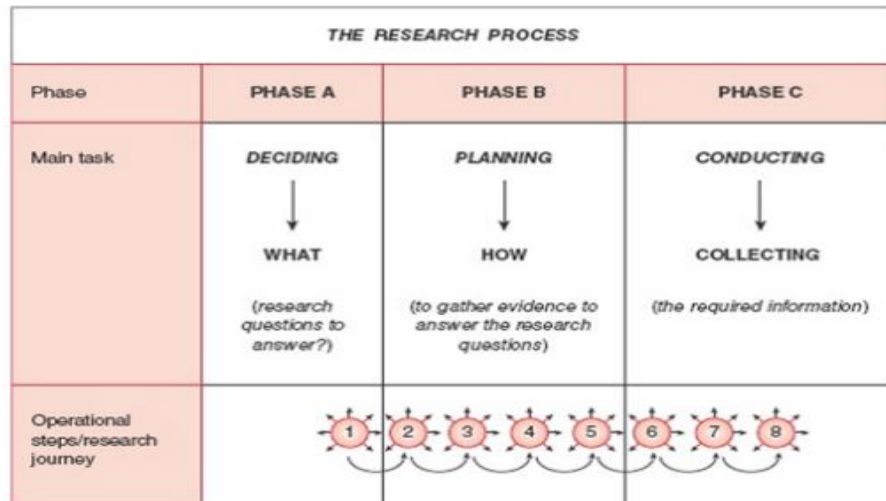 THE RESEARCH PROCESS
Phase
PHASE A
PHASE B
PHASE C
Main task
DECIDING
WHAT
(research
questions to
answer?)
PLANNING
HOW
(to gather evidence to
answer the research
questions)
CONDUCTING
COLLECTING
(the required information)
Operational
steps/research
journey
1 2 3 4 5 6 7 8